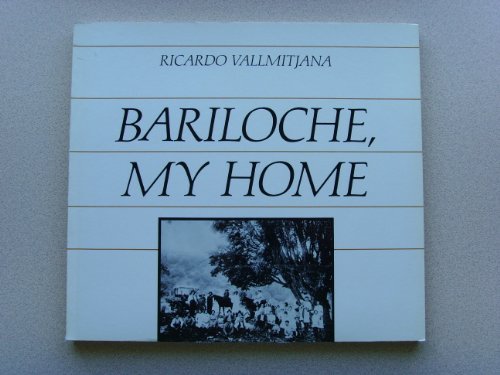 RICARDO VALLMITJANA
BARILOCHE,
MY HOME